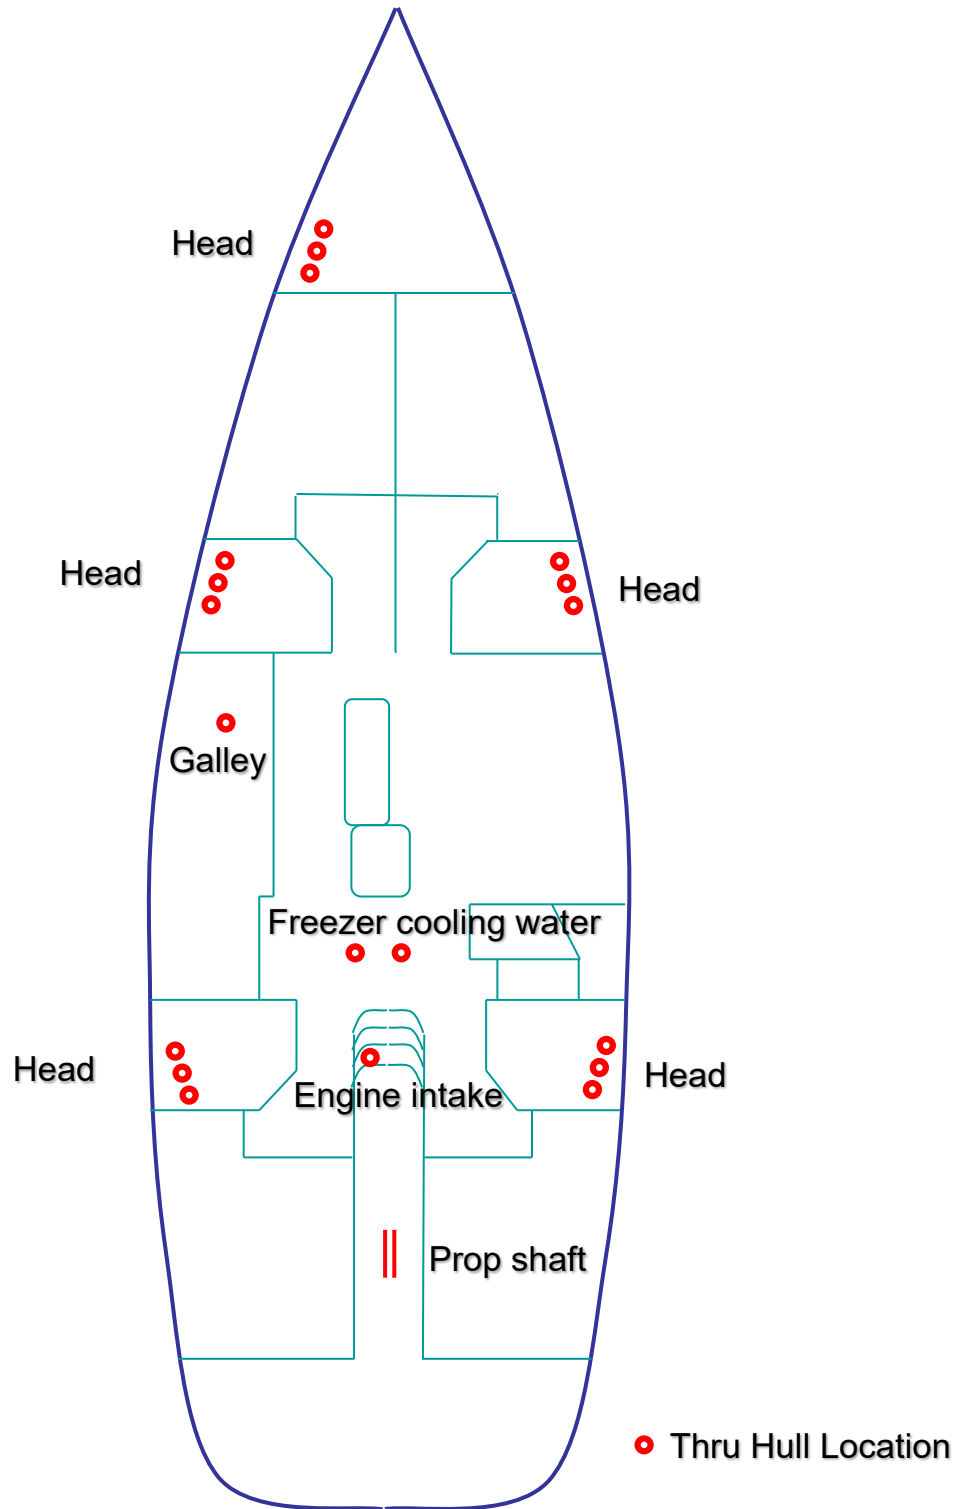 Head
Head
Head
Galley
Freezer cooling water
Head
Head
Engine intake
Prop shaft
Thru Hull Location